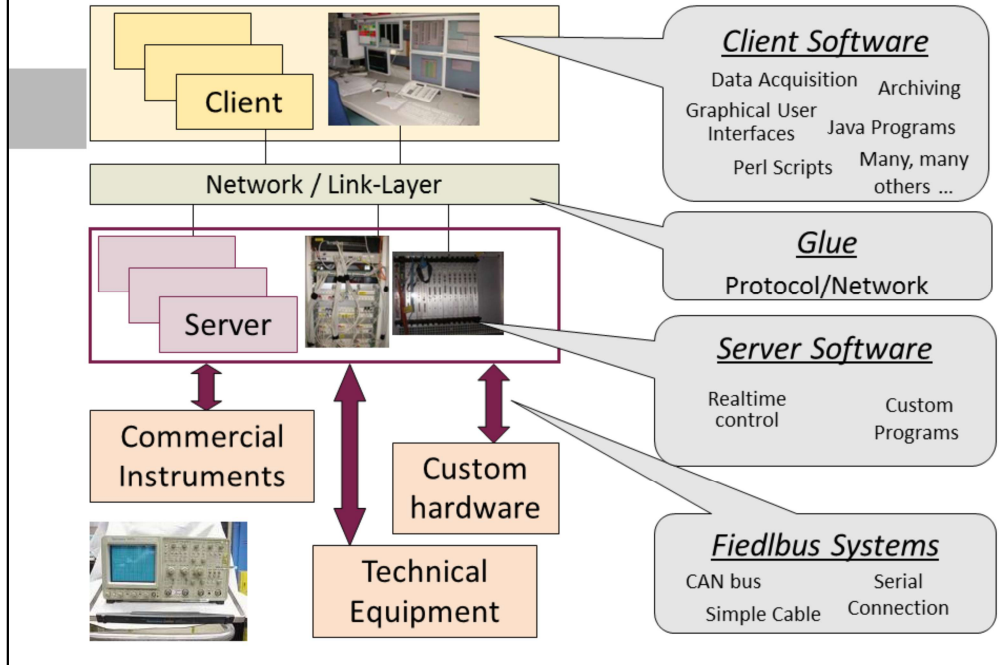 Client
Network / Link-Layer
Server
Commercial
Instruments
Custom
hardware
Technical
Equipment
Client Software
Data Acquisition
Archiving
Graphical User
Interfaces
Java Programs
Perl Scripts
Many, many
others ...
Glue
Protocol/Network
Server Software
Realtime
control
Custom
Programs
Fiedlbus Systems
CAN bus
Serial
Connection
Simple Cable